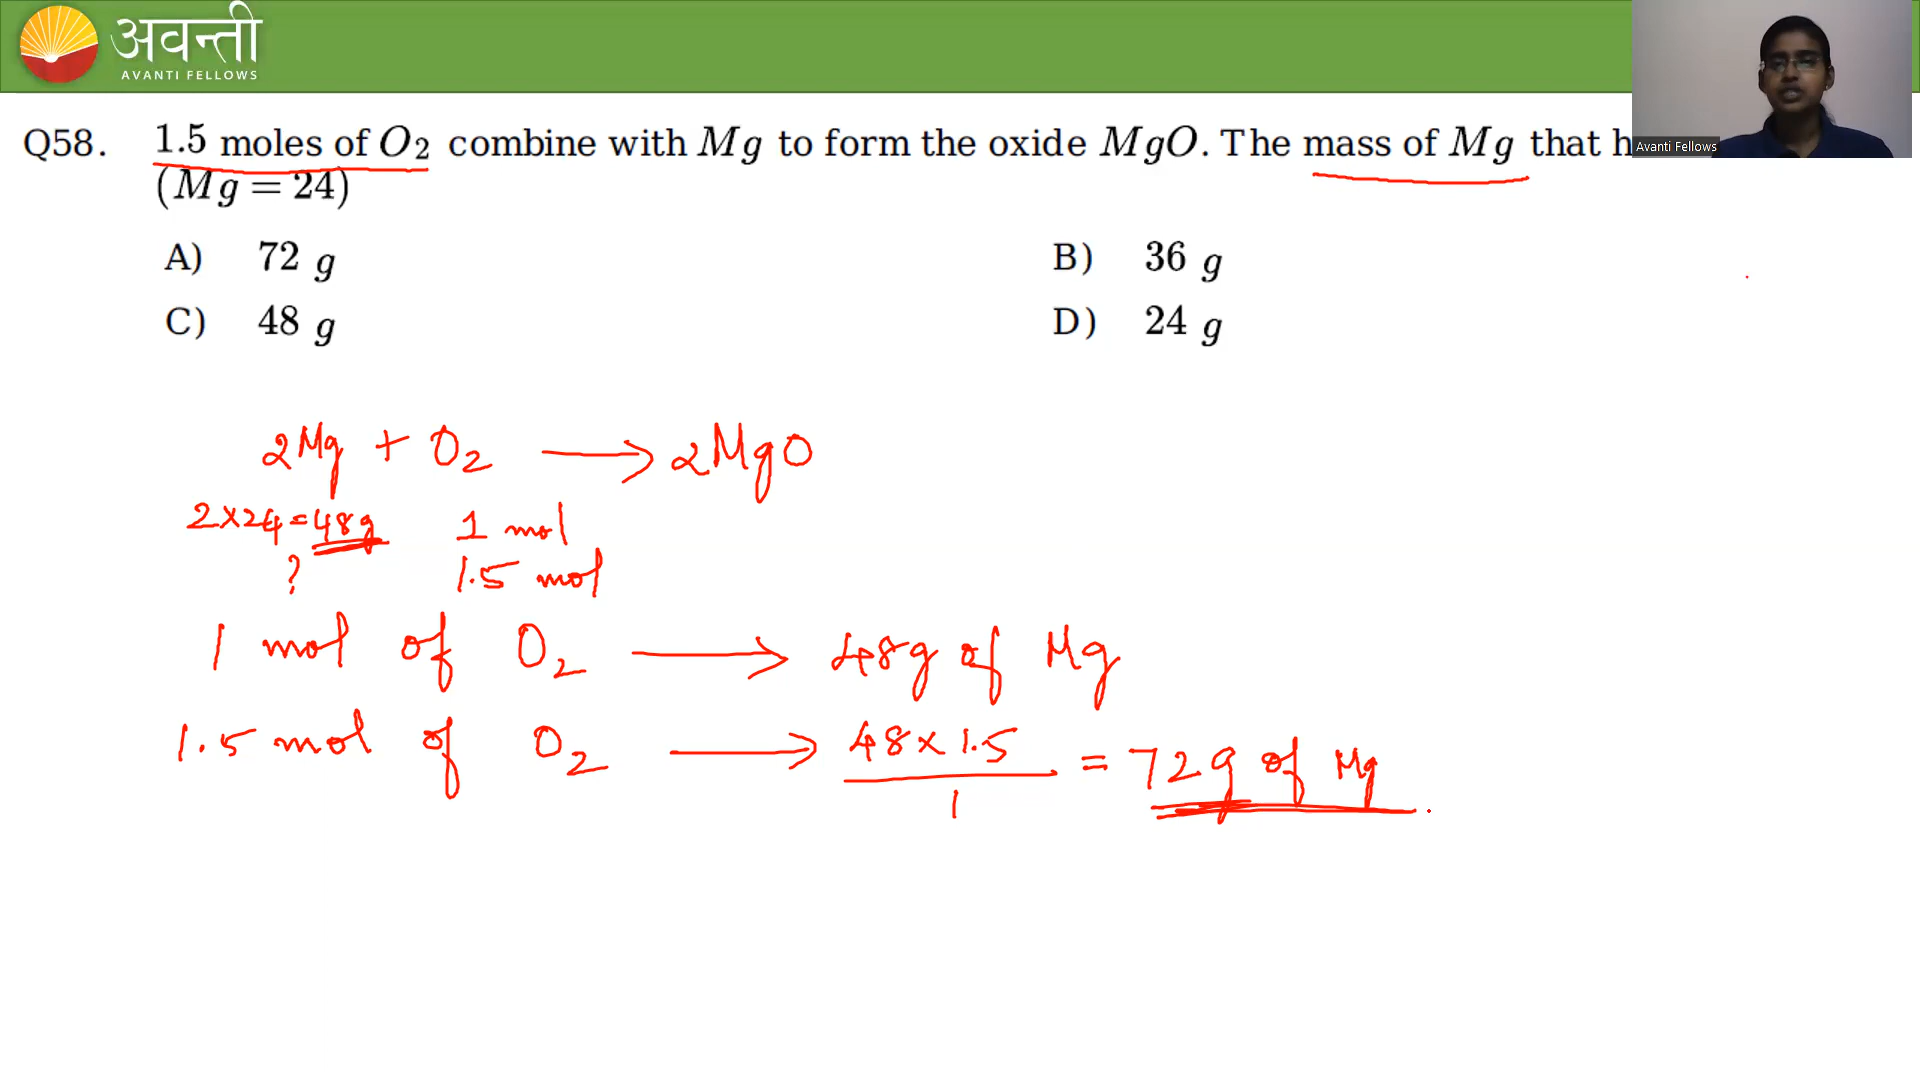 अवन्ती
AVANTI FELLOWS
Avanti Fellows
Q58. 1.5 moles of O₂ combine with Mg to form the oxide MgO. The mass of Mg that h
(Mg = 24)
A) 72 g B) 36 g
C) 48 g D) 24 g
2Mg + O₂ ⟶ 2MgO
2×24=48g 1 mol
? 1.5 mol
1 mol of O₂ ⟶ 48g of Mg
1.5 mol of O₂ ⟶ 48×1.5 / 1 = 72g of Mg.